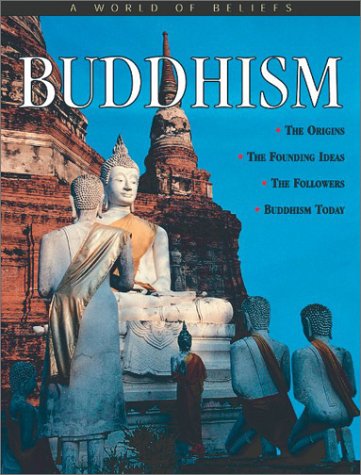 A WORLD OF BELIEFS
BUDDHISM
• THE ORIGINS
• THE FOUNDING IDEAS
• THE FOLLOWERS
• BUDDHISM TODAY